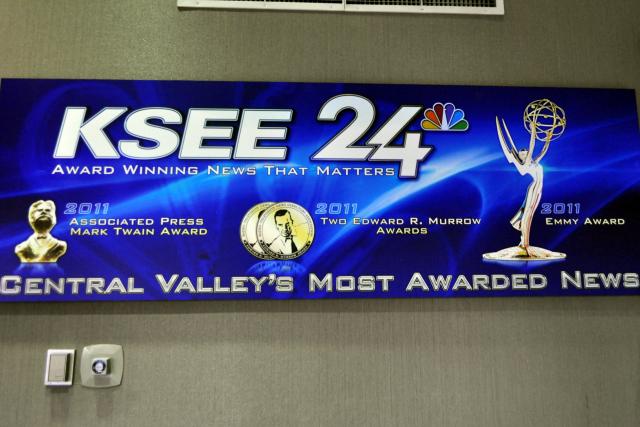 KSEE 24
AWARD WINNING NEWS THAT MATTERS
2011
ASSOCIATED PRESS
MARK TWAIN AWARD
2011
TWO EDWARD R. MURROW
AWARDS
2011
EMMY AWARD
CENTRAL VALLEY'S MOST AWARDED NEWS